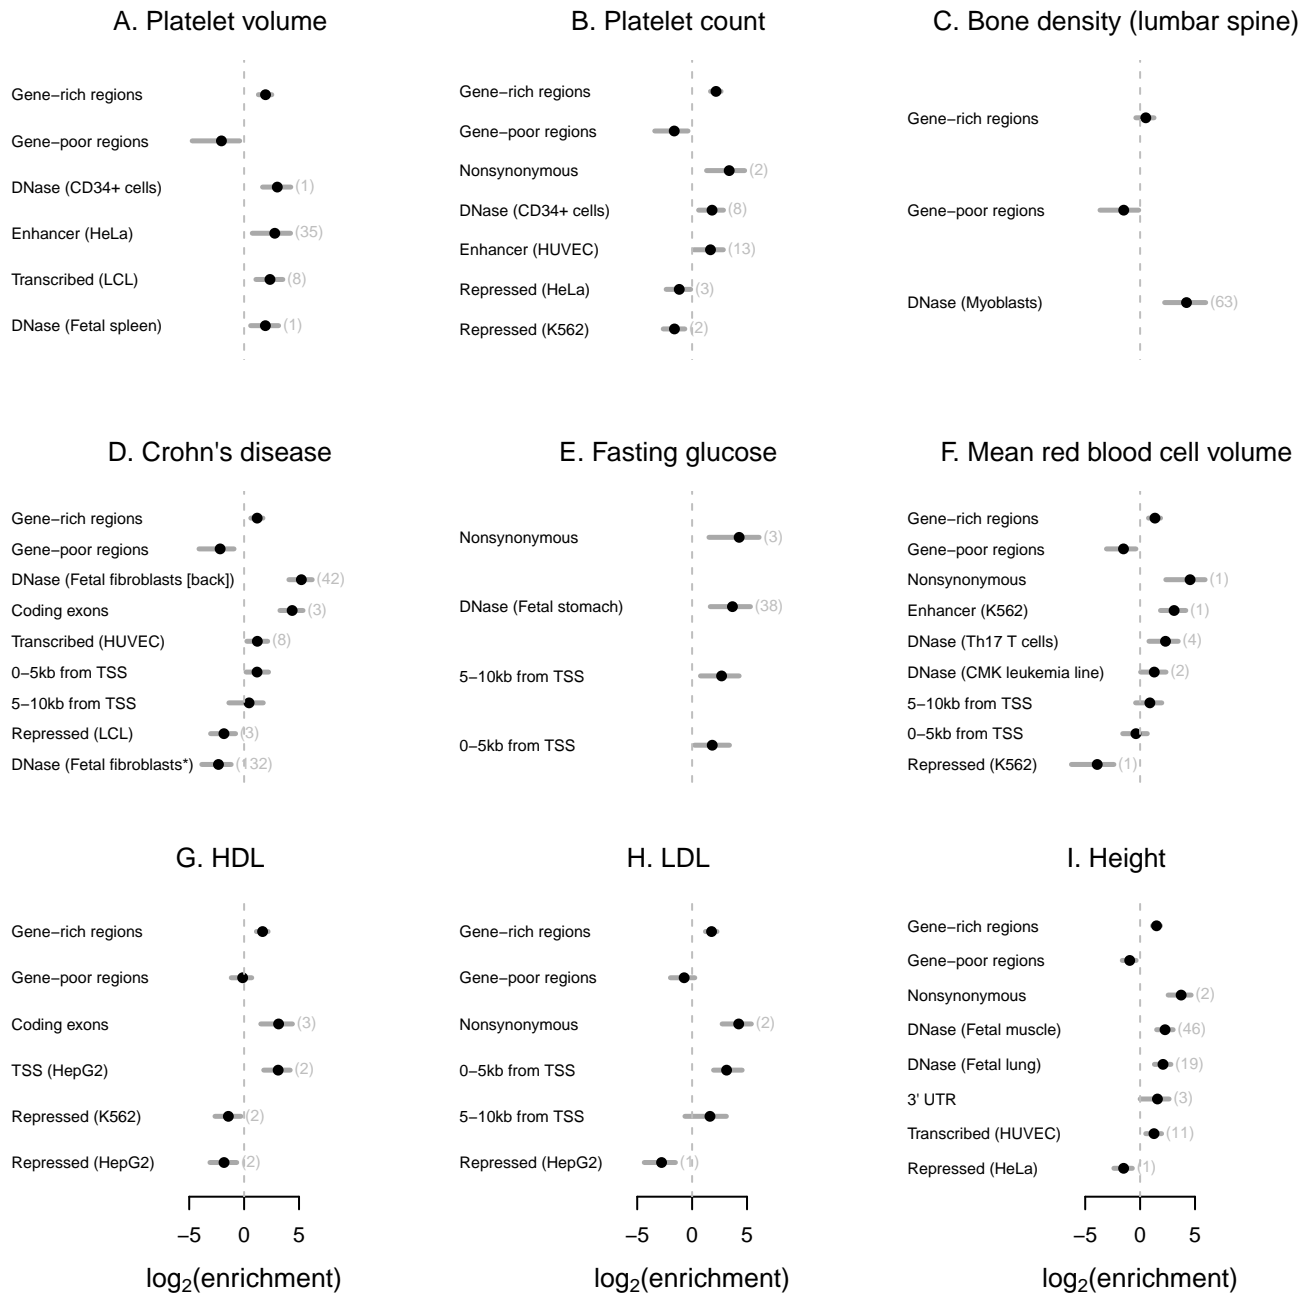 A. Platelet volume
Gene−rich regions
Gene−poor regions
DNase (CD34+ cells) (1)
Enhancer (HeLa) (35)
Transcribed (LCL) (8)
DNase (Fetal spleen) (1)
B. Platelet count
Gene−rich regions
Gene−poor regions
Nonsynonymous (2)
DNase (CD34+ cells) (8)
Enhancer (HUVEC) (13)
Repressed (HeLa) (3)
Repressed (K562) (2)
C. Bone density (lumbar spine)
Gene−rich regions
Gene−poor regions
DNase (Myoblasts) (63)
D. Crohn's disease
Gene−rich regions
Gene−poor regions
DNase (Fetal fibroblasts [back]) (42)
Coding exons (3)
Transcribed (HUVEC) (8)
0−5kb from TSS
5−10kb from TSS
Repressed (LCL) (3)
DNase (Fetal fibroblasts*) (132)
E. Fasting glucose
Nonsynonymous (3)
DNase (Fetal stomach) (38)
5−10kb from TSS
0−5kb from TSS
F. Mean red blood cell volume
Gene−rich regions
Gene−poor regions
Nonsynonymous (1)
Enhancer (K562) (1)
DNase (Th17 T cells) (4)
DNase (CMK leukemia line) (2)
5−10kb from TSS
0−5kb from TSS
Repressed (K562) (1)
G. HDL
Gene−rich regions
Gene−poor regions
Coding exons (3)
TSS (HepG2) (2)
Repressed (K562) (2)
Repressed (HepG2) (2)
−5 0 5
log2(enrichment)
H. LDL
Gene−rich regions
Gene−poor regions
Nonsynonymous (2)
0−5kb from TSS
5−10kb from TSS
Repressed (HepG2) (1)
−5 0 5
log2(enrichment)
I. Height
Gene−rich regions
Gene−poor regions
Nonsynonymous (2)
DNase (Fetal muscle) (46)
DNase (Fetal lung) (19)
3' UTR (3)
Transcribed (HUVEC) (11)
Repressed (HeLa) (1)
−5 0 5
log2(enrichment)